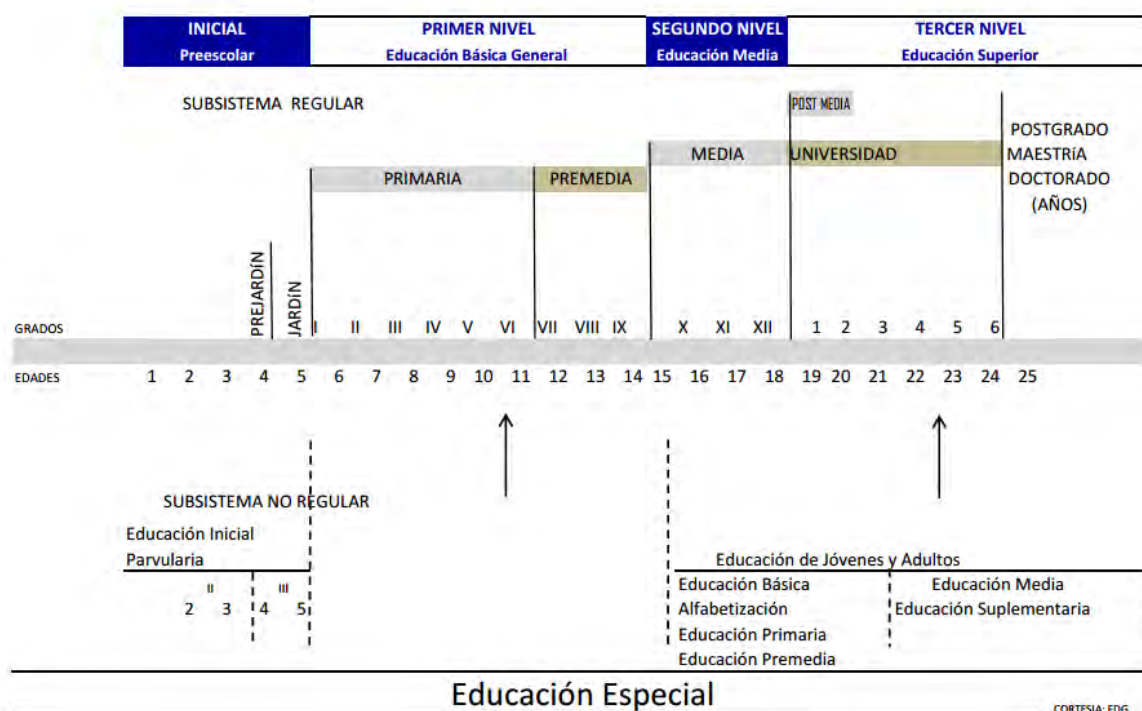 INICIAL PRIMER NIVEL SEGUNDO NIVEL TERCER NIVEL
Preescolar Educación Básica General Educación Media Educación Superior
SUBSISTEMA REGULAR
POST MEDIA
POSTGRADO
MEDIA UNIVERSIDAD MAESTRíA
PRIMARIA PREMEDIA DOCTORADO
(AÑOS)
PREJARDíN
JARDíN
GRADOS I II III IV V VI VII VIII IX X XI XII 1 2 3 4 5 6
EDADES 1 2 3 4 5 6 7 8 9 10 11 12 13 14 15 16 17 18 19 20 21 22 23 24 25
SUBSISTEMA NO REGULAR
Educación Inicial
Parvularia
Educación de Jóvenes y Adultos
II III
2 3 4 5
Educación Básica Educación Media
Alfabetización Educación Suplementaria
Educación Primaria
Educación Premedia
Educación Especial
CORTESIA: EDG